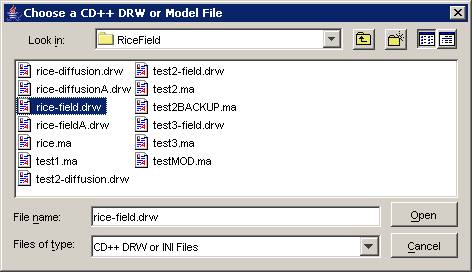 Choose a CD++ DRW or Model File
Look in: RiceField
rice-diffusion.drw
rice-diffusionA.drw
rice-field.drw
rice-fieldA.drw
rice.ma
test1.ma
test2-diffusion.drw
test2-field.drw
test2.ma
test2BACKUP.ma
test3-field.drw
test3.ma
testMOD.ma
File name: rice-field.drw
Open
Files of type: CD++ DRW or INI Files
Cancel